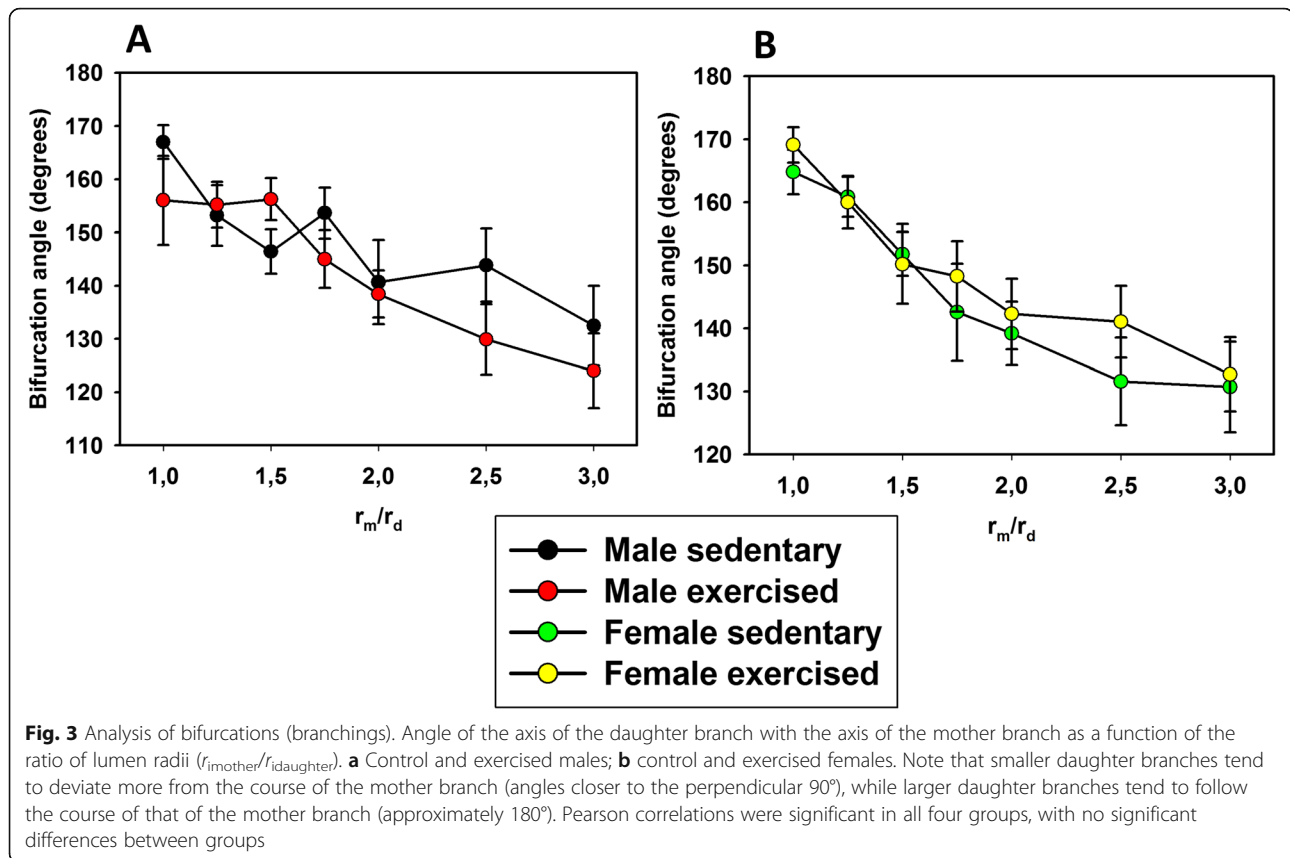 A
B
180
170
160
150
140
130
120
110
Bifurcation angle (degrees)
1,0 1,5 2,0 2,5 3,0
rm/rd
180
170
160
150
140
130
120
Bifurcation angle (degrees)
1,0 1,5 2,0 2,5 3,0
rm/rd
Male sedentary
Male exercised
Female sedentary
Female exercised
Fig. 3 Analysis of bifurcations (branchings). Angle of the axis of the daughter branch with the axis of the mother branch as a function of the
ratio of lumen radii (rimother/ridaughter). a Control and exercised males; b control and exercised females. Note that smaller daughter branches tend
to deviate more from the course of the mother branch (angles closer to the perpendicular 90°), while larger daughter branches tend to follow
the course of that of the mother branch (approximately 180°). Pearson correlations were significant in all four groups, with no significant
differences between groups